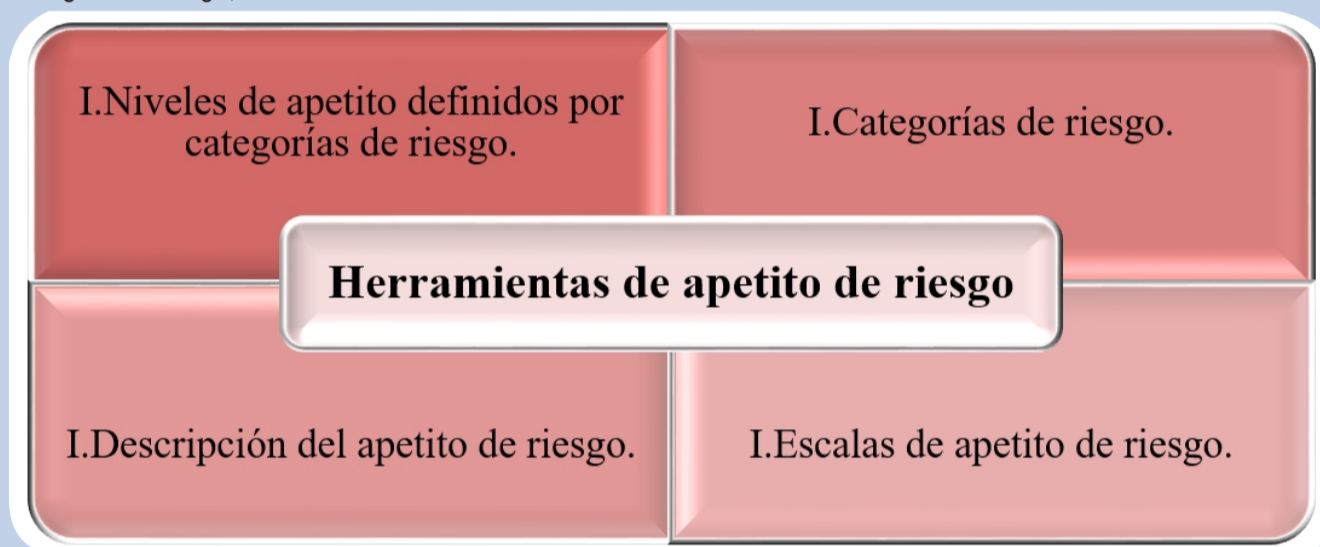 I.Niveles de apetito definidos por
categorías de riesgo.
I.Categorías de riesgo.
Herramientas de apetito de riesgo
I.Descripción del apetito de riesgo.
I.Escalas de apetito de riesgo.